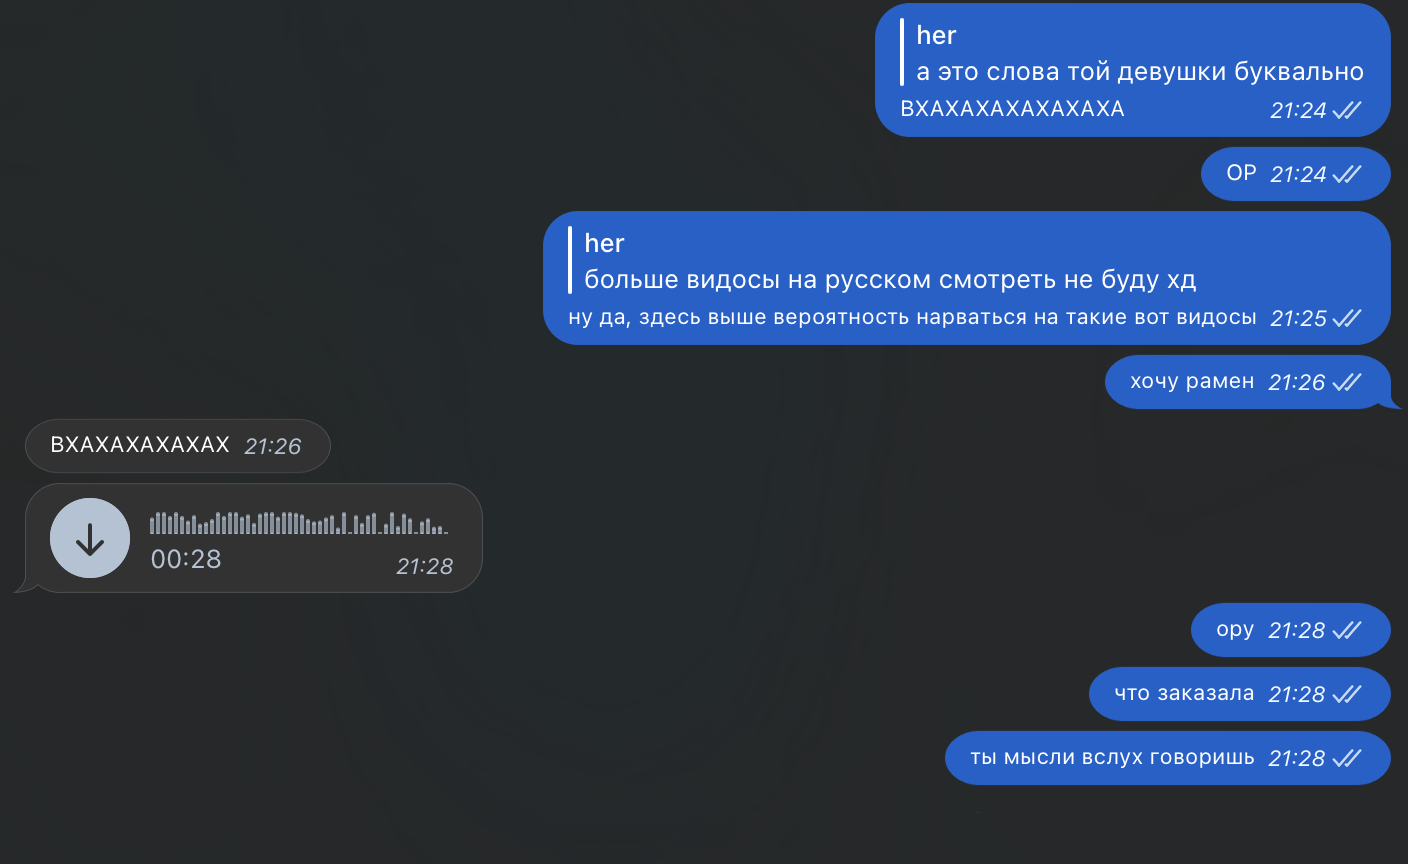 her
а это слова той девушки буквально
ВХАХАХАХАХАХАХА 21:24
ОР 21:24
her
больше видосы на русском смотреть не буду хд
ну да, здесь выше вероятность нарваться на такие вот видосы 21:25
хочу рамен 21:26
ВХАХАХАХАХАХ 21:26
00:28 21:28
ору 21:28
что заказала 21:28
ты мысли вслух говоришь 21:28